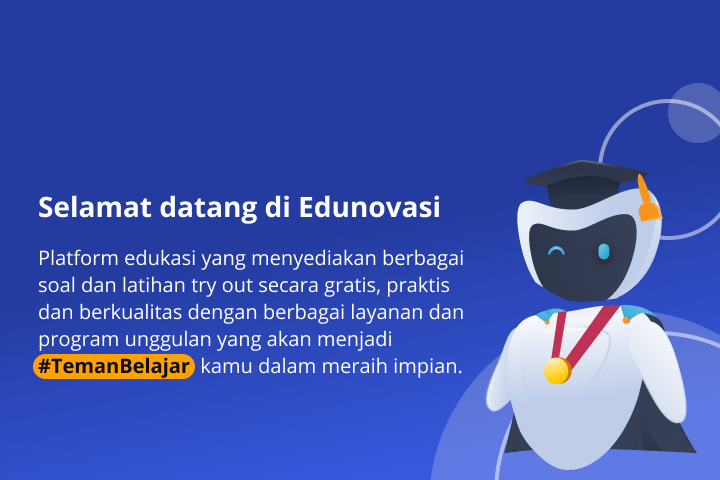 Selamat datang di Edunovasi
Platform edukasi yang menyediakan berbagai
soal dan latihan try out secara gratis, praktis
dan berkualitas dengan berbagai layanan dan
program unggulan yang akan menjadi
#TemanBelajar kamu dalam meraih impian.